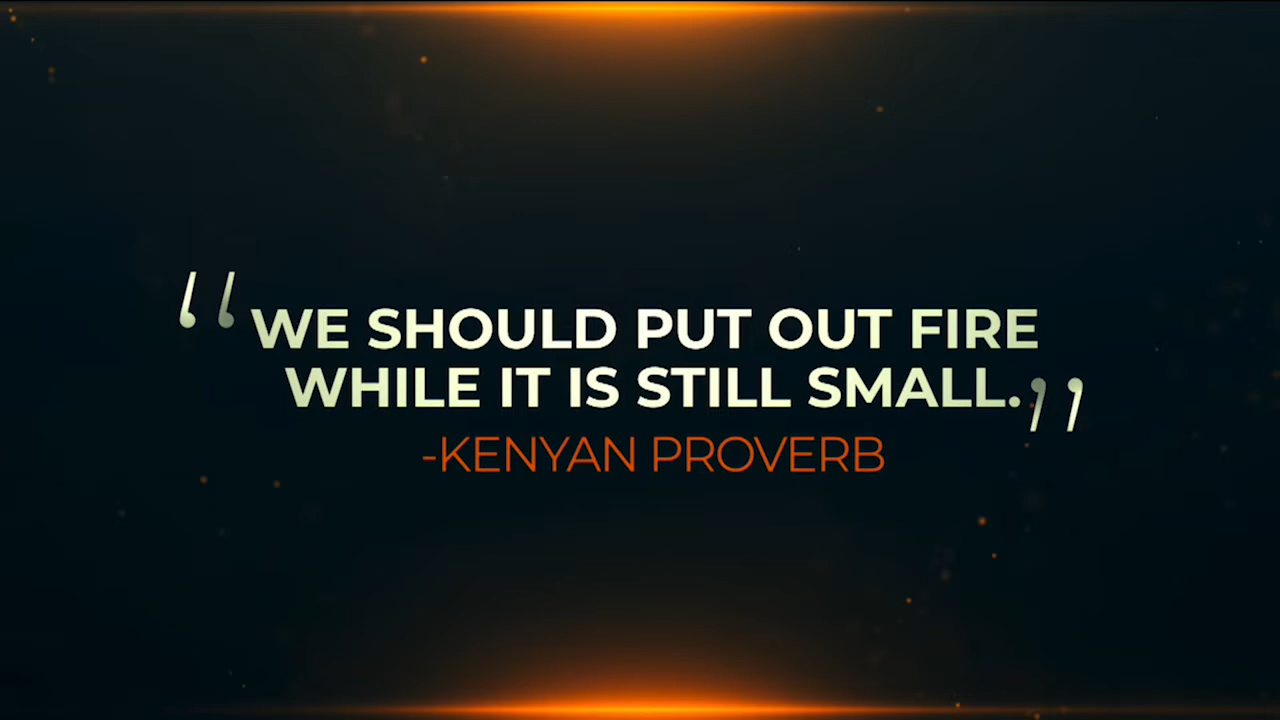 “WE SHOULD PUT OUT FIRE
WHILE IT IS STILL SMALL.”
-KENYAN PROVERB